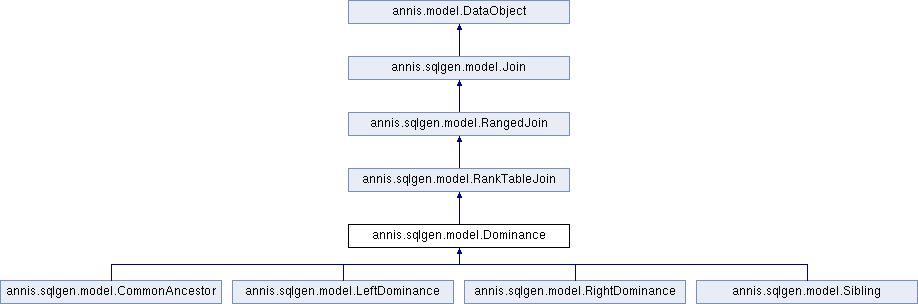 annis.model.DataObject
annis.sqlgen.model.Join
annis.sqlgen.model.RangedJoin
annis.sqlgen.model.RankTableJoin
annis.sqlgen.model.Dominance
annis.sqlgen.model.CommonAncestor
annis.sqlgen.model.LeftDominance
annis.sqlgen.model.RightDominance
annis.sqlgen.model.Sibling